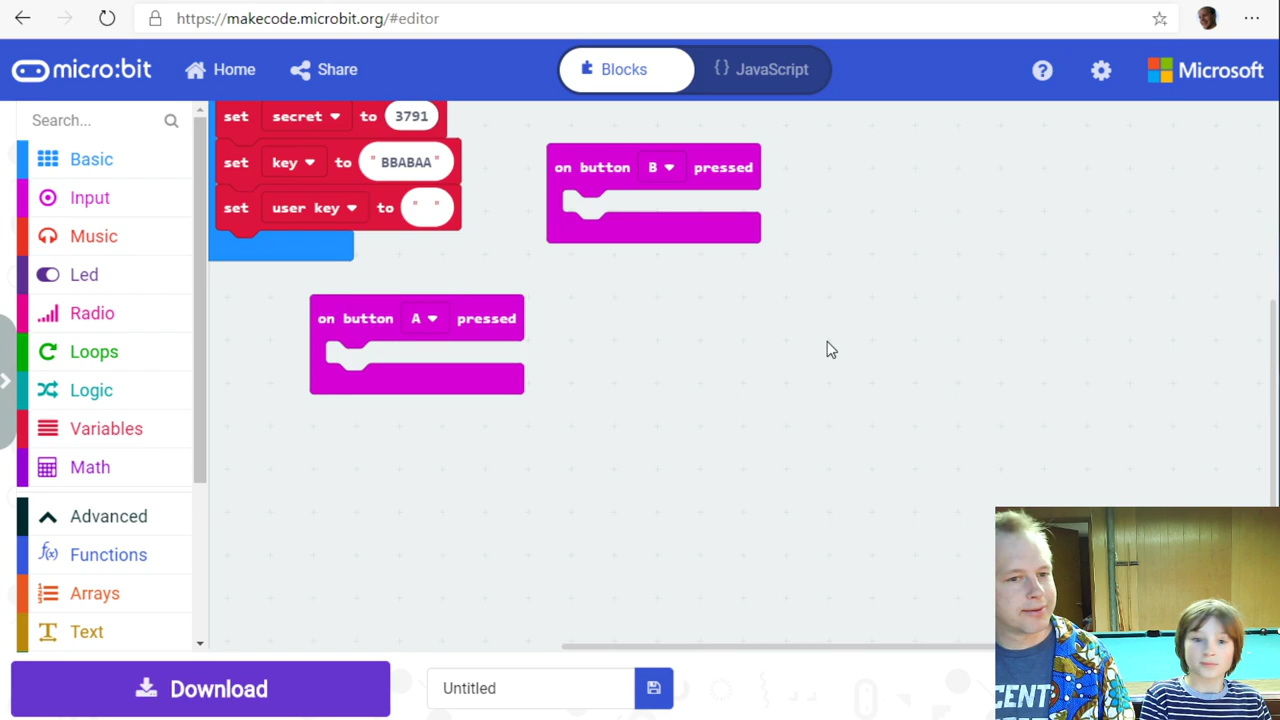 https://makecode.microbit.org/#editor
micro:bit Home Share Blocks {} JavaScript ? Microsoft
Search...
Basic
Input
Music
Led
Radio
Loops
Logic
Variables
Math
Advanced
f(x) Functions
Arrays
Text
set secret to 3791
set key to "BBABAA"
set user key to " "
on button B pressed
on button A pressed
Download
Untitled
CENT